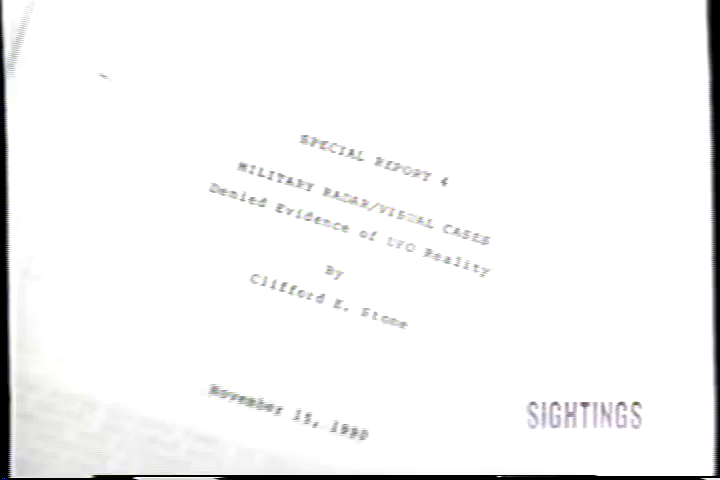 SPECIAL REPORT 4
MILITARY RADAR/VISUAL CASES
Denied Evidence of UFO Reality
By
Clifford E. Stone
November 15, 1990
SIGHTINGS